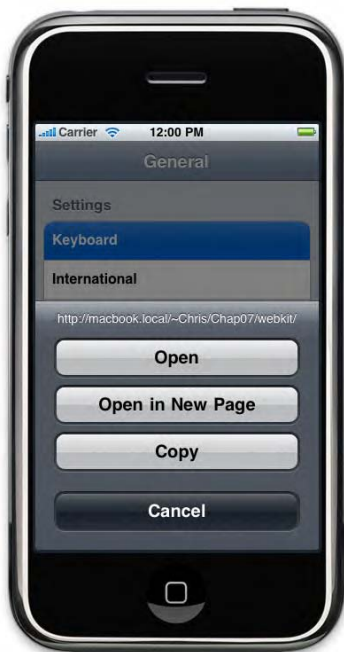 Carrier 12:00 PM
General
Settings
Keyboard
International
http://macbook.local/~Chris/Chap07/webkit/
Open
Open in New Page
Copy
Cancel